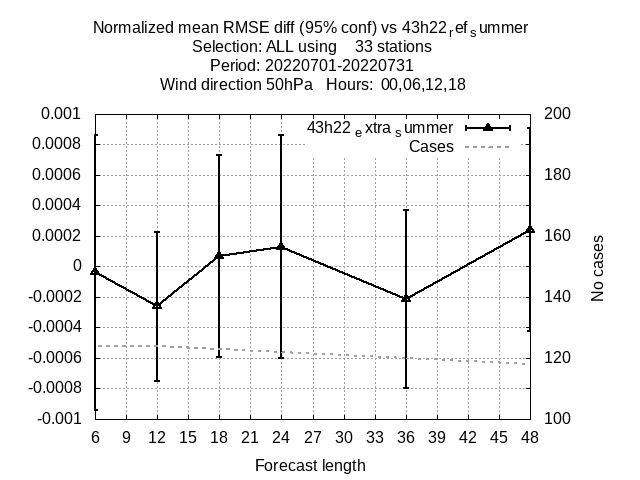 Normalized mean RMSE diff (95% conf) vs 43h22refsummer
Selection: ALL using 33 stations
Period: 20220701-20220731
Wind direction 50hPa Hours: 00,06,12,18
0.001
0.0008
0.0006
0.0004
0.0002
0
-0.0002
-0.0004
-0.0006
-0.0008
-0.001
43h22extrasummer
Cases
200
180
160
140
120
100
No cases
6 9 12 15 18 21 24 27 30 33 36 39 42 45 48
Forecast length